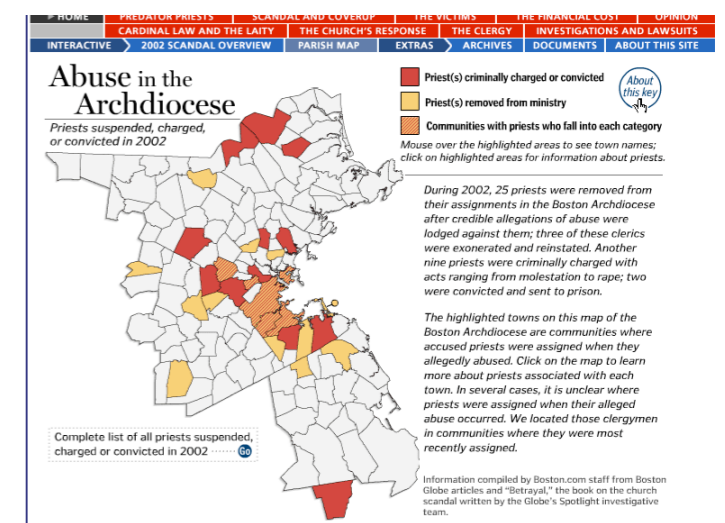 HOME PREDATOR PRIESTS SCANDAL AND COVERUP THE VICTIMS THE FINANCIAL COST OPINION
CARDINAL LAW AND THE LAITY THE CHURCH'S RESPONSE THE CLERGY INVESTIGATIONS AND LAWSUITS
INTERACTIVE 2002 SCANDAL OVERVIEW PARISH MAP EXTRAS ARCHIVES DOCUMENTS ABOUT THIS SITE
Abuse in the
Archdiocese
Priests suspended, charged,
or convicted in 2002
Priest(s) criminally charged or convicted
Priest(s) removed from ministry
Communities with priests who fall into each category
About
this key
Mouse over the highlighted areas to see town names;
click on highlighted areas for information about priests.
During 2002, 25 priests were removed from
their assignments in the Boston Archdiocese
after credible allegations of abuse were
lodged against them; three of these clerics
were exonerated and reinstated. Another
nine priests were criminally charged with
acts ranging from molestation to rape; two
were convicted and sent to prison.
The highlighted towns on this map of the
Boston Archdiocese are communities where
accused priests were assigned when they
allegedly abused. Click on the map to learn
more about priests associated with each
town. In several cases, it is unclear where
priests were assigned when their alleged
abuse occurred. We located those clergymen
in communities where they were most
recently assigned.
Complete list of all priests suspended,
charged or convicted in 2002 ······ Go
Information compiled by Boston.com staff from Boston
Globe articles and "Betrayal," the book on the church
scandal written by the Globe's Spotlight investigative
team.